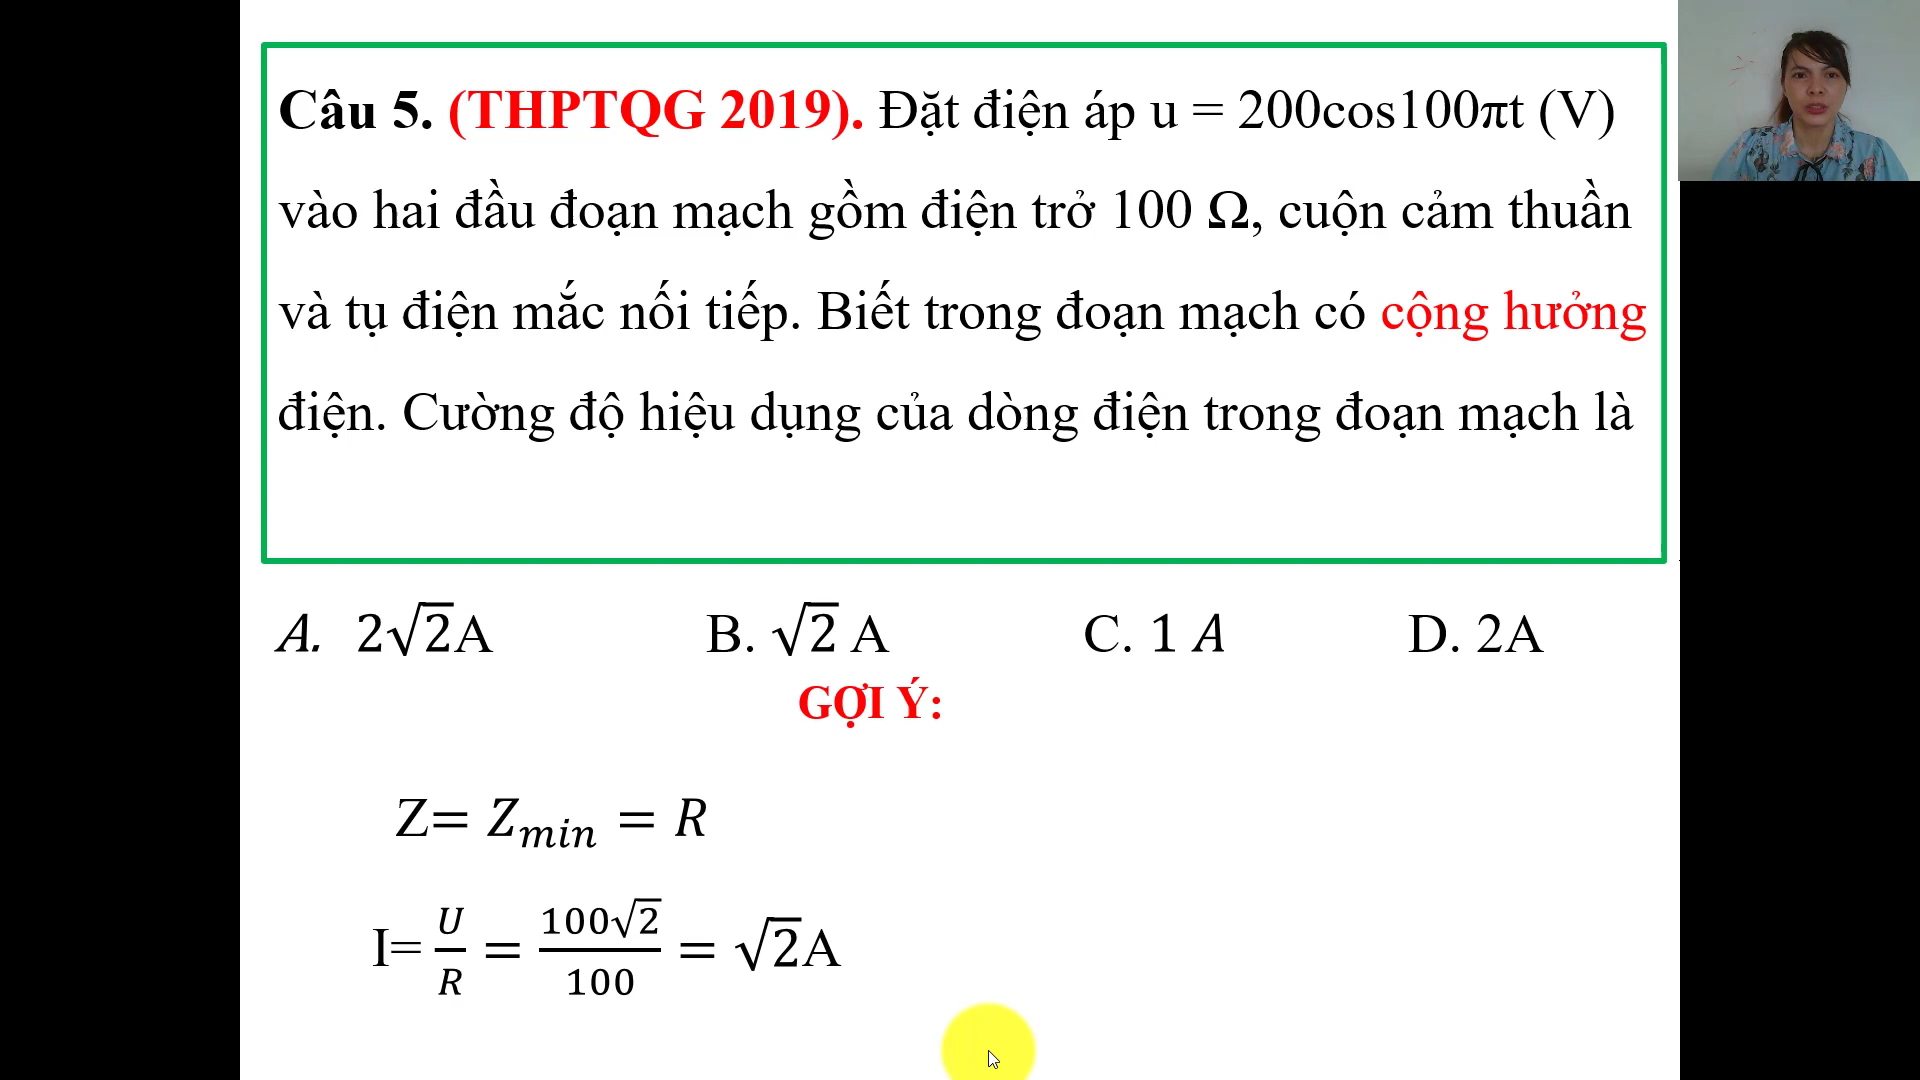 Câu 5. (THPTQG 2019). Đặt điện áp u = 200cos100πt (V)
vào hai đầu đoạn mạch gồm điện trở 100 Ω, cuộn cảm thuần
và tụ điện mắc nối tiếp. Biết trong đoạn mạch có cộng hưởng
điện. Cường độ hiệu dụng của dòng điện trong đoạn mạch là
A. 2√2A B. √2 A C. 1 A D. 2A
GỢI Ý:
Z= Z_min = R
I= U/R = 100√2/100 = √2A